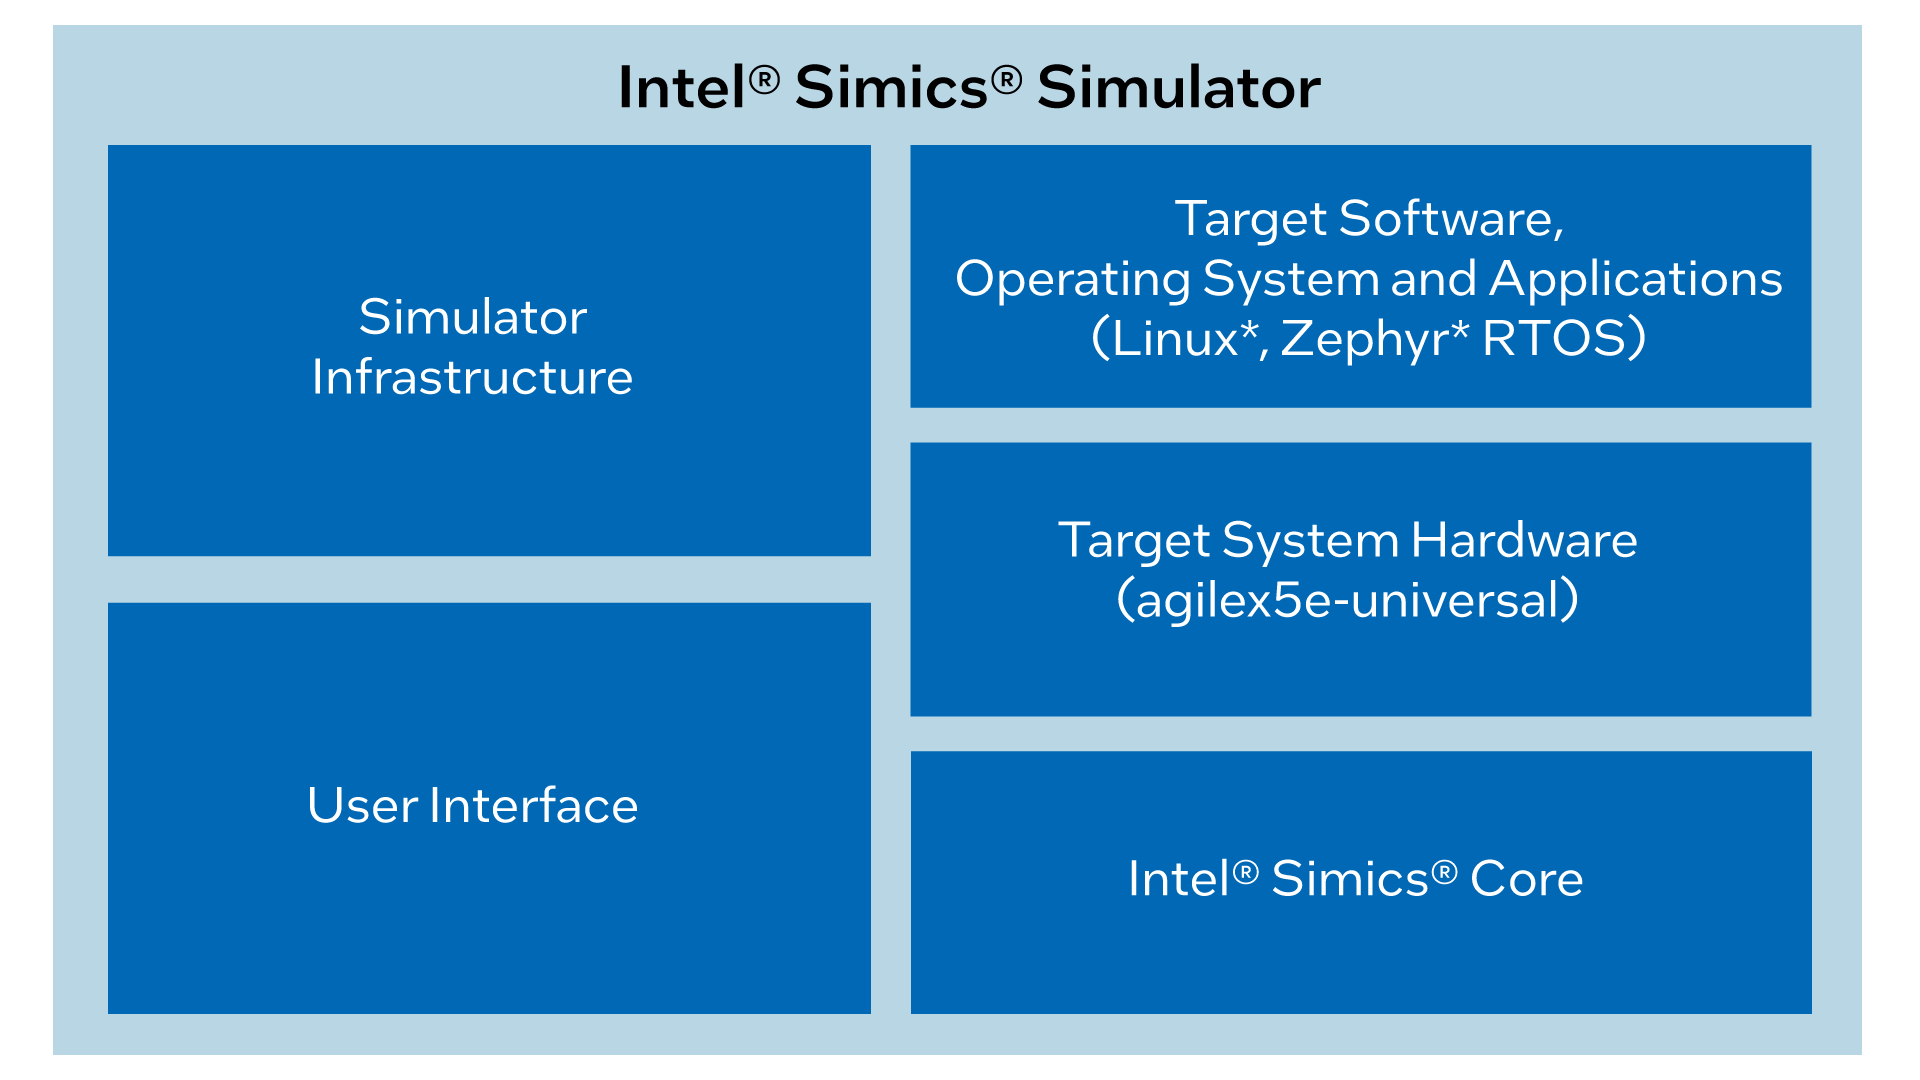 Intel® Simics® Simulator
Simulator
Infrastructure
User Interface
Target Software,
Operating System and Applications
(Linux*, Zephyr* RTOS)
Target System Hardware
(agilex5e-universal)
Intel® Simics® Core